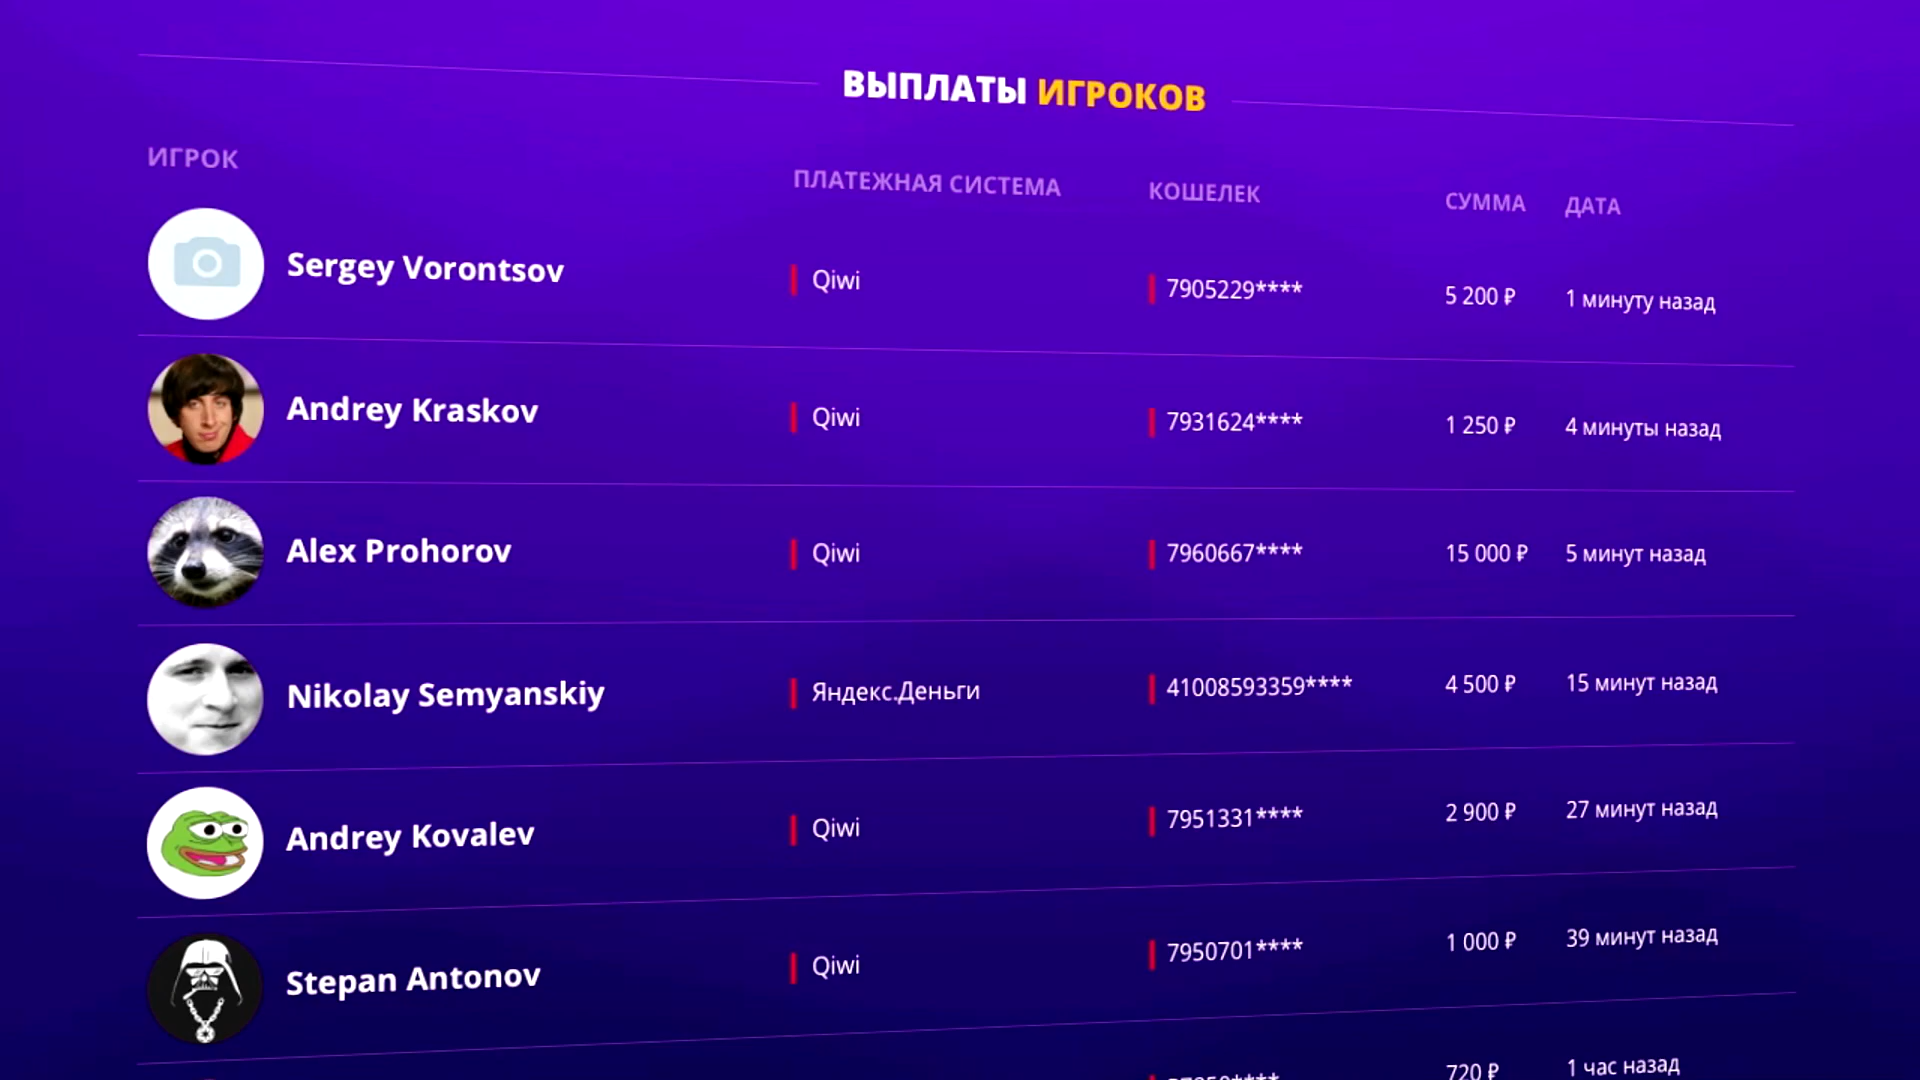 ВЫПЛАТЫ ИГРОКОВ
ИГРОК ПЛАТЕЖНАЯ СИСТЕМА КОШЕЛЕК СУММА ДАТА
Sergey Vorontsov Qiwi 7905229**** 5 200 ₽ 1 минуту назад
Andrey Kraskov Qiwi 7931624**** 1 250 ₽ 4 минуты назад
Alex Prohorov Qiwi 7960667**** 15 000 ₽ 5 минут назад
Nikolay Semyanskiy Яндекс.Деньги 41008593359**** 4 500 ₽ 15 минут назад
Andrey Kovalev Qiwi 7951331**** 2 900 ₽ 27 минут назад
Stepan Antonov Qiwi 7950701**** 1 000 ₽ 39 минут назад
720 ₽ 1 час назад